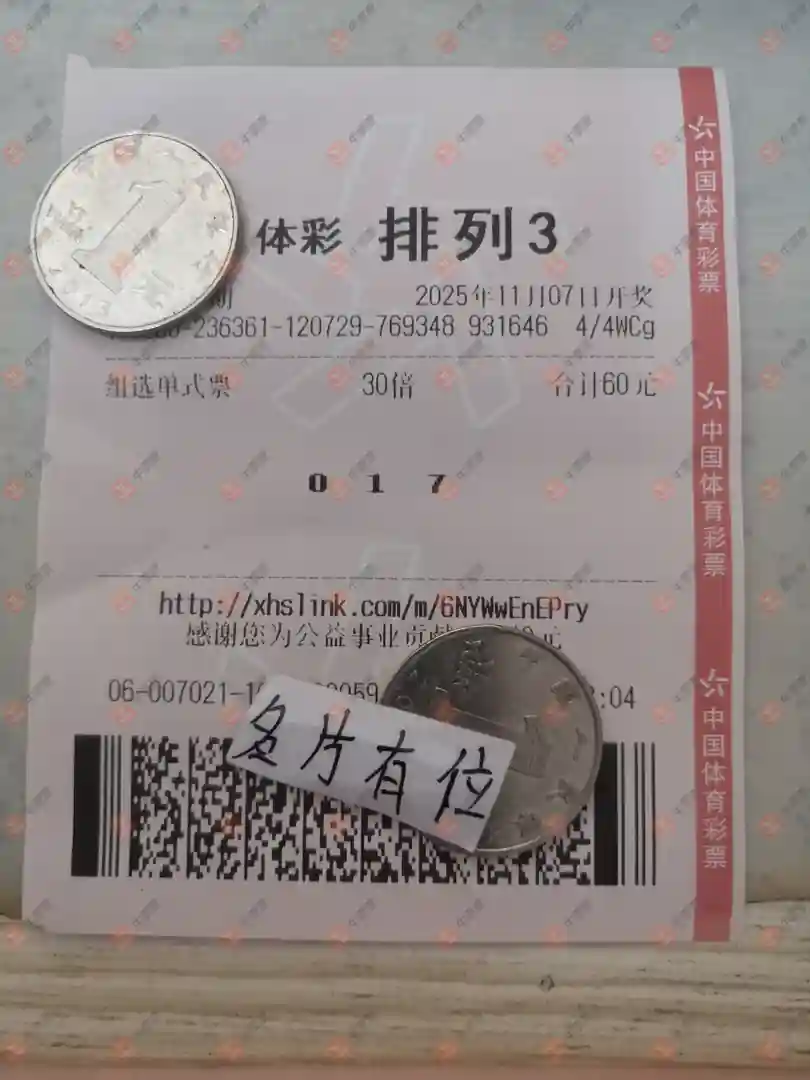 体彩 排列3
2025年11月07日开奖
-236361-120729-769348 931646 4/4WCg
组选单式票 30倍 合计60元
0 1 7
http://xhslink.com/m/6NYWwEnEPry
感谢您为公益事业贡献
元
06-007021-1
:04
名片有位
中国体育彩票
中国体育彩票
中国体育彩票